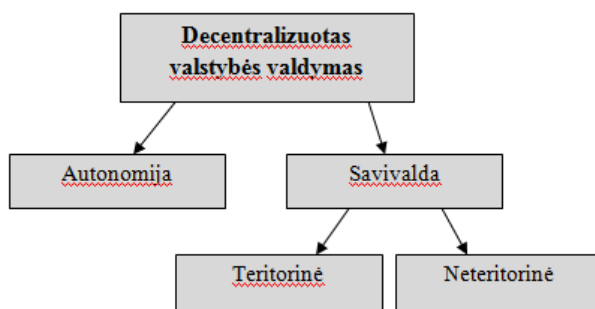 Decentralizuotas
valstybės valdymas
Autonomija
Savivalda
Teritorinė
Neteritorinė